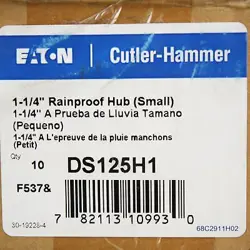 EATON Cutler-Hammer
1-1/4" Rainproof Hub (Small)
1-1/4" A Prueba de Lluvia Tamano
(Pequeno)
1-1/4" A L'epreuve de la pluie manchons
(Petit)
Qty
10 DS125H1
F537&
30-19228-4
7 82113 10993 0
68C2911H02